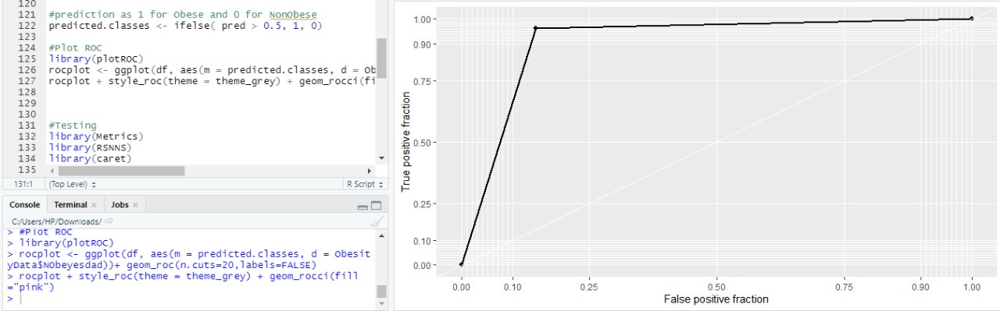 120
121 #prediction as 1 for Obese and 0 for NonObese
122 predicted.classes <- ifelse( pred > 0.5, 1, 0)
123
124 #Plot ROC
125 library(plotROC)
126 rocplot <- ggplot(df, aes(m = predicted.classes, d = Ob
127 rocplot + style_roc(theme = theme_grey) + geom_rocci(fi
128
129
130
131 #Testing
132 library(Metrics)
133 library(RSNNS)
134 library(caret)
135
131:1 (Top Level) R Script
Console Terminal Jobs
C:/Users/HP/Downloads/
> #Plot ROC
> library(plotROC)
> rocplot <- ggplot(df, aes(m = predicted.classes, d = Obesit
yData$NObeyesdad))+ geom_roc(n.cuts=20,labels=FALSE)
> rocplot + style_roc(theme = theme_grey) + geom_rocci(fill
="pink")
>
True positive fraction
1.00
0.90
0.75
0.50
0.25
0.10
0.00
0.00 0.10 0.25 0.50 0.75 0.90 1.00
False positive fraction